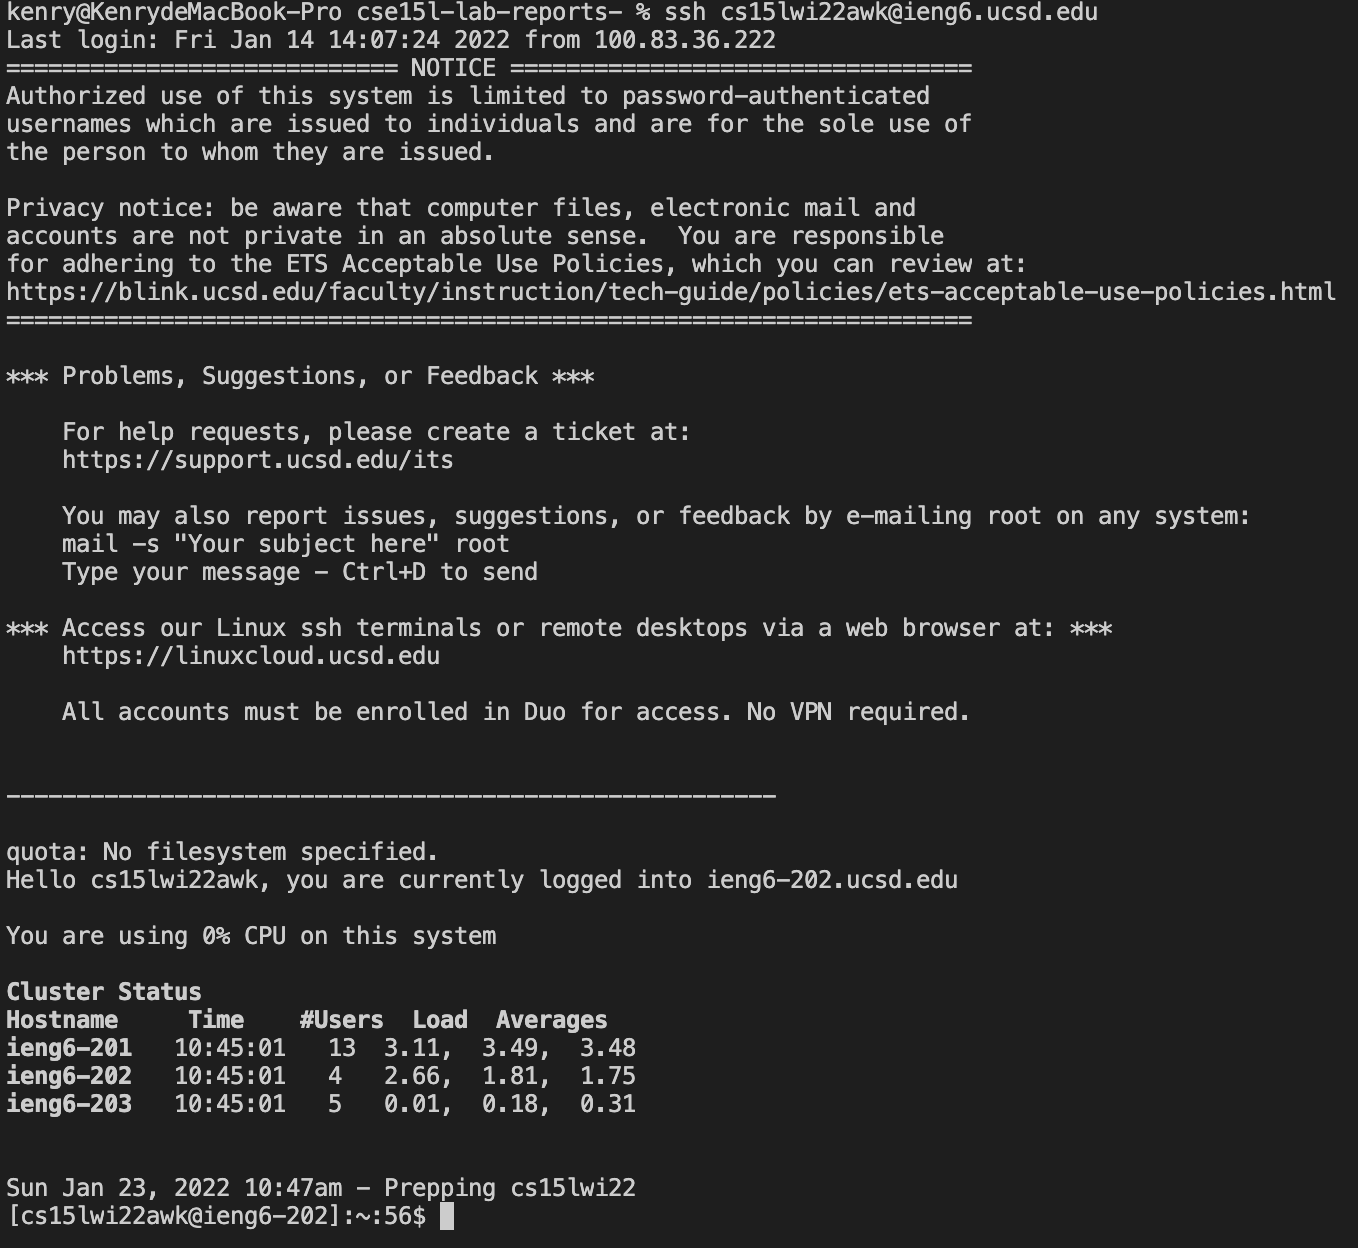 kenry@KenrydeMacBook-Pro cse15l-lab-reports- % ssh cs15lwi22awk@ieng6.ucsd.edu
Last login: Fri Jan 14 14:07:24 2022 from 100.83.36.222
============================ NOTICE =================================
Authorized use of this system is limited to password-authenticated
usernames which are issued to individuals and are for the sole use of
the person to whom they are issued.

Privacy notice: be aware that computer files, electronic mail and
accounts are not private in an absolute sense.  You are responsible
for adhering to the ETS Acceptable Use Policies, which you can review at:
https://blink.ucsd.edu/faculty/instruction/tech-guide/policies/ets-acceptable-use-policies.html
=====================================================================

*** Problems, Suggestions, or Feedback ***

    For help requests, please create a ticket at:
    https://support.ucsd.edu/its

    You may also report issues, suggestions, or feedback by e-mailing root on any system:
    mail -s "Your subject here" root
    Type your message - Ctrl+D to send

*** Access our Linux ssh terminals or remote desktops via a web browser at: ***
    https://linuxcloud.ucsd.edu

    All accounts must be enrolled in Duo for access. No VPN required.


-------------------------------------------------------

quota: No filesystem specified.
Hello cs15lwi22awk, you are currently logged into ieng6-202.ucsd.edu

You are using 0% CPU on this system

Cluster Status
Hostname     Time    #Users  Load  Averages
ieng6-201   10:45:01   13  3.11,  3.49,  3.48
ieng6-202   10:45:01   4   2.66,  1.81,  1.75
ieng6-203   10:45:01   5   0.01,  0.18,  0.31


Sun Jan 23, 2022 10:47am - Prepping cs15lwi22
[cs15lwi22awk@ieng6-202]:~:56$